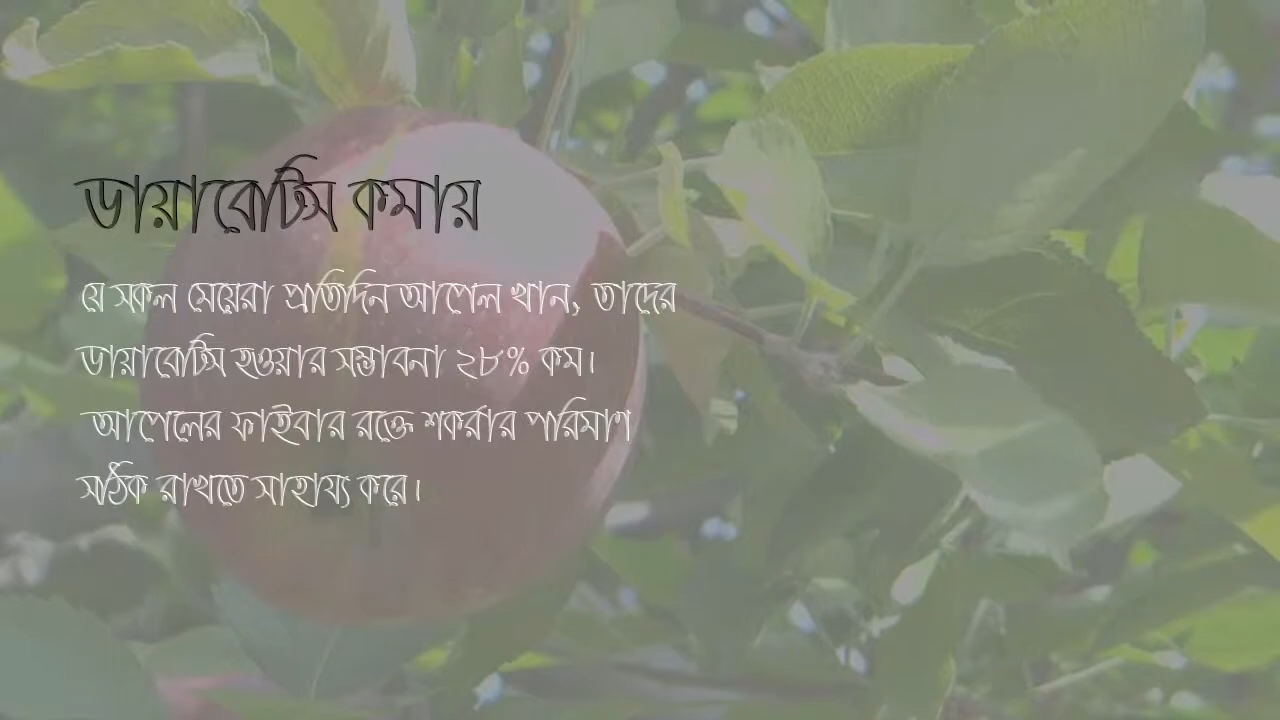 ডায়াবেটিস কমায়
যে সকল মেয়েরা প্রতিদিন আপেল খান, তাদের
ডায়াবেটিস হওয়ার সম্ভাবনা ২৮% কম।
আপেলের ফাইবার রক্তে শর্করার পরিমাণ
সঠিক রাখতে সাহায্য করে।